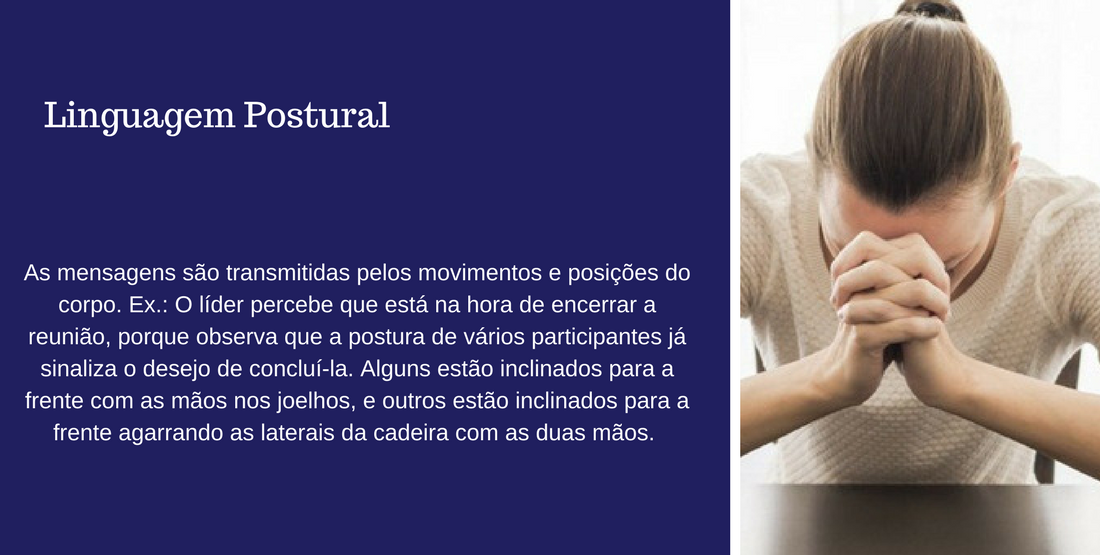 Linguagem Postural
As mensagens são transmitidas pelos movimentos e posições do
corpo. Ex.: O líder percebe que está na hora de encerrar a
reunião, porque observa que a postura de vários participantes já
sinaliza o desejo de concluí-la. Alguns estão inclinados para a
frente com as mãos nos joelhos, e outros estão inclinados para a
frente agarrando as laterais da cadeira com as duas mãos.